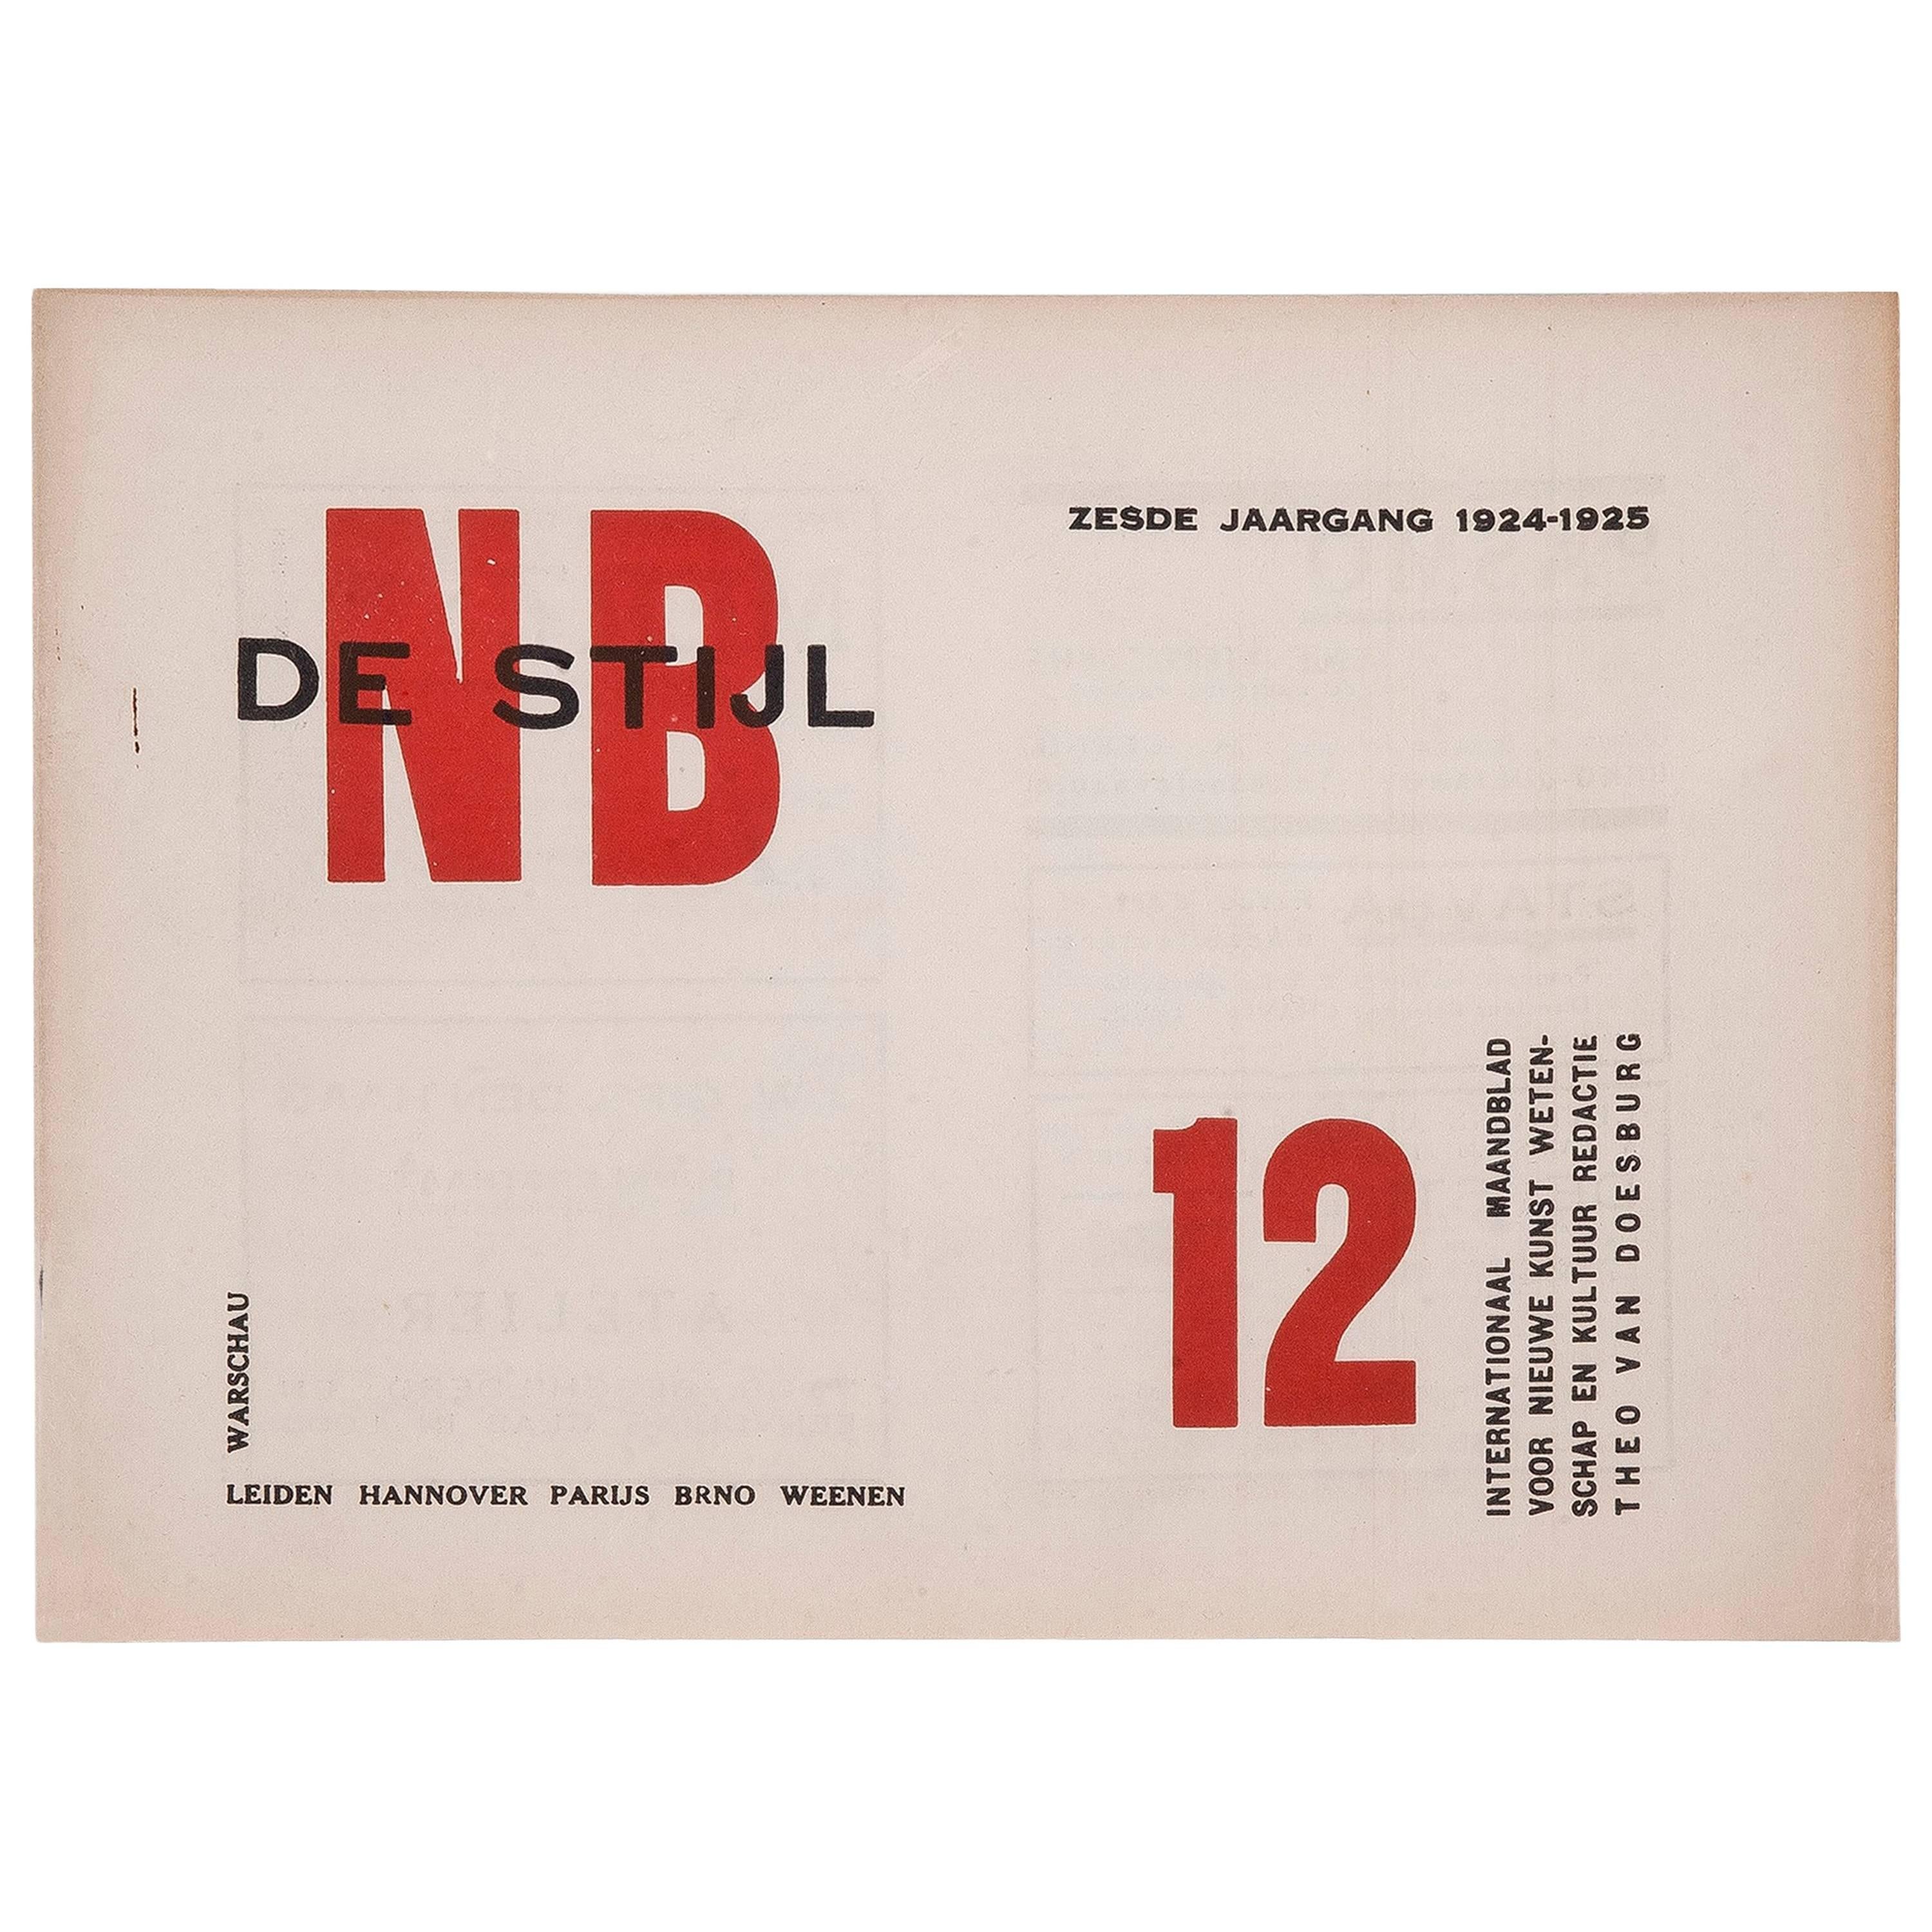 NB
DE STIJL
ZESDE JAARGANG 1924-1925
12
INTERNATIONAAL MAANDBLAD
VOOR NIEUWE KUNST WETEN-
SCHAP EN KULTUUR REDACTIE
THEO VAN DOESBURG
WARSCHAU
LEIDEN HANNOVER PARIJS BRNO WEENEN